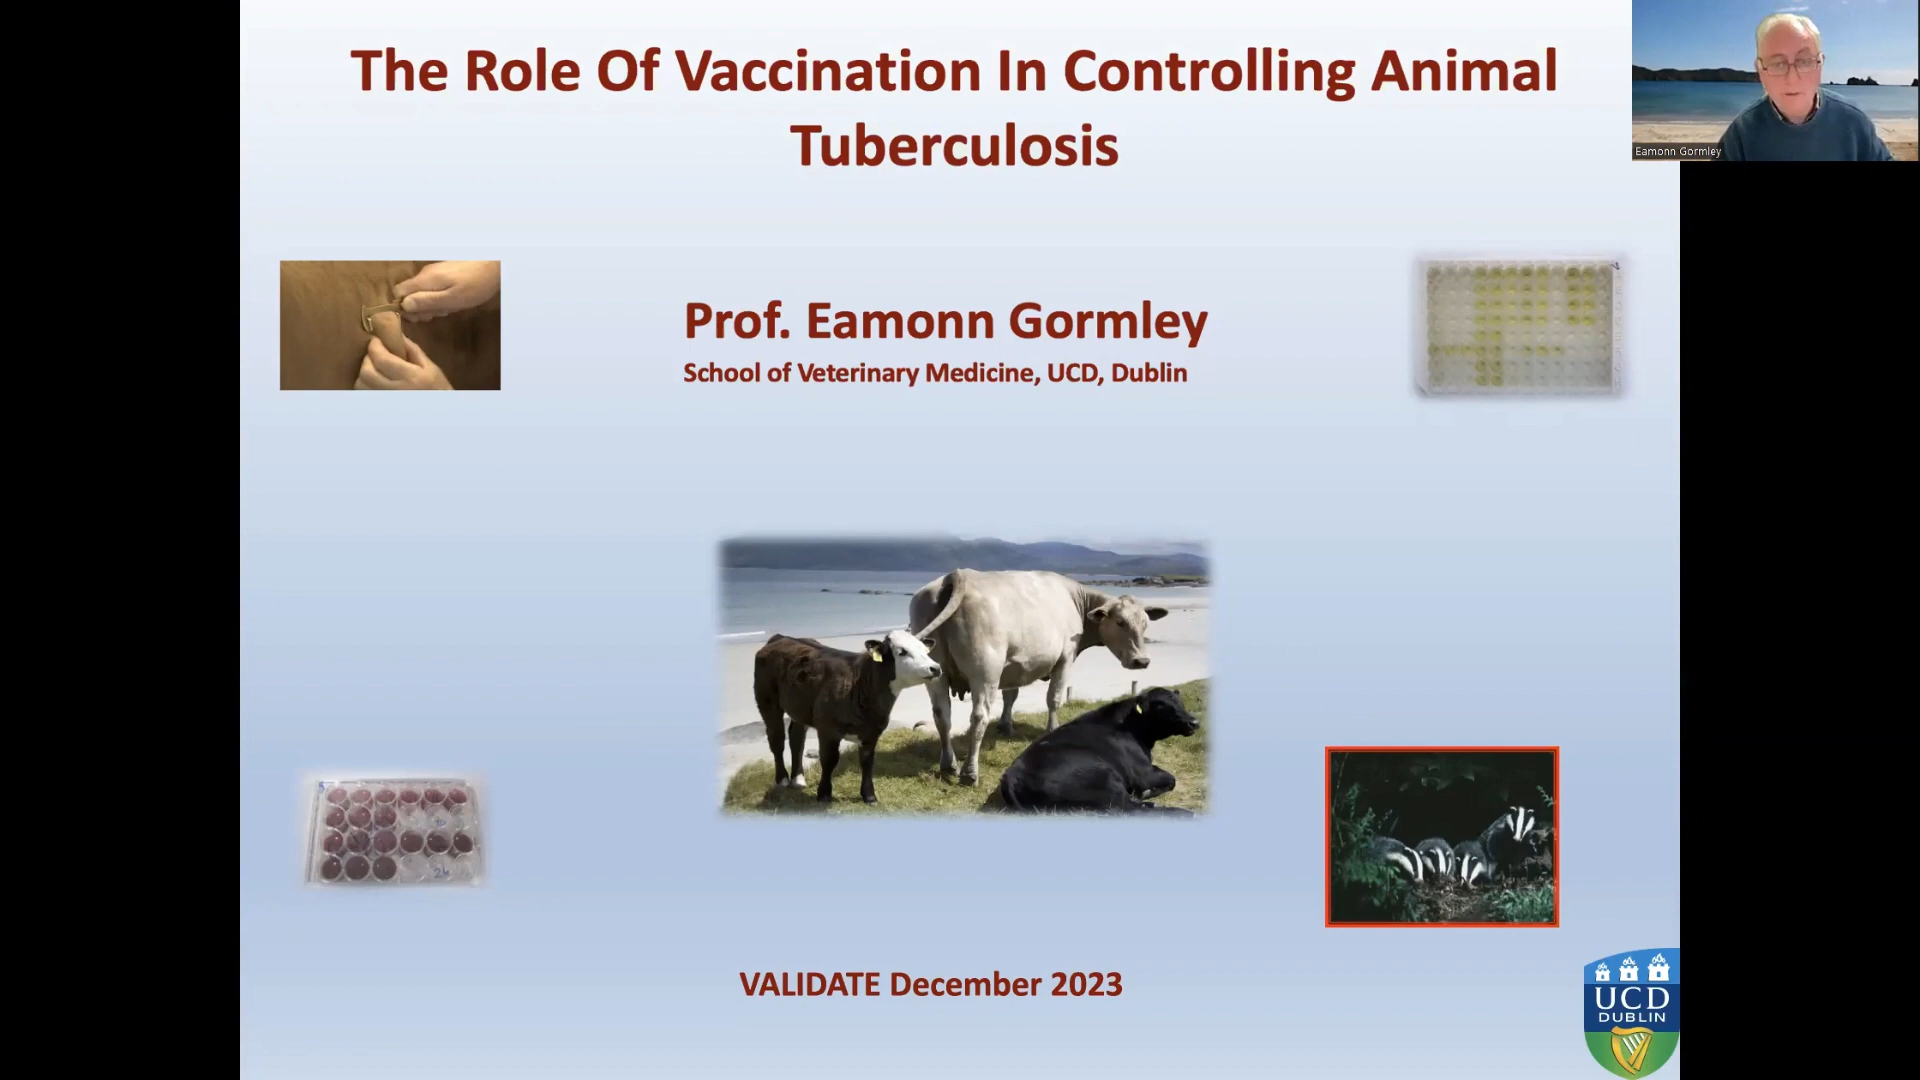 The Role Of Vaccination In Controlling Animal
Tuberculosis
Eamonn Gormley
Prof. Eamonn Gormley
School of Veterinary Medicine, UCD, Dublin
VALIDATE December 2023
UCD
DUBLIN